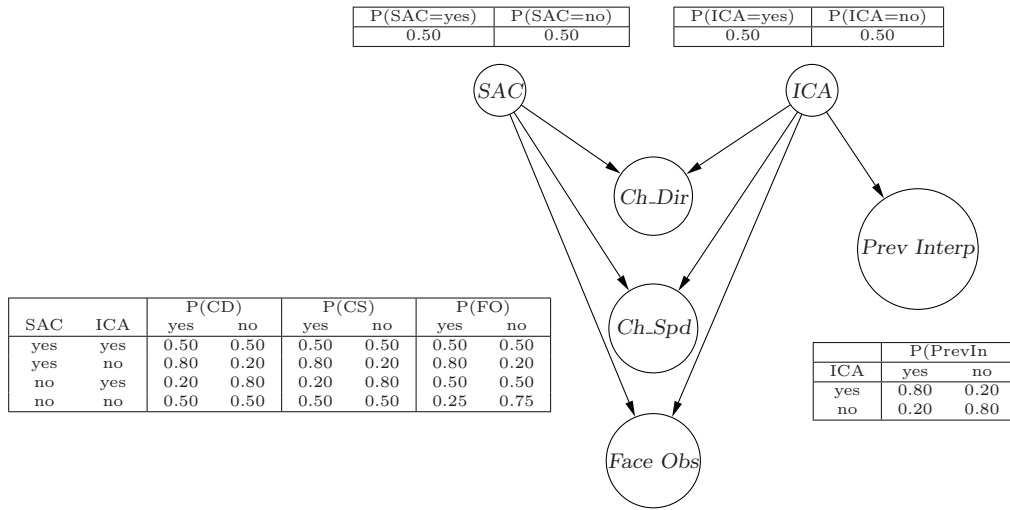 P(SAC=yes) P(SAC=no) P(ICA=yes) P(ICA=no)
0.50 0.50 0.50 0.50
SAC ICA
Ch_Dir
Prev Interp
Ch_Spd
Face Obs
P(CD) P(CS) P(FO)
SAC ICA yes no yes no yes no
yes yes 0.50 0.50 0.50 0.50 0.50 0.50
yes no 0.80 0.20 0.80 0.20 0.80 0.20
no yes 0.20 0.80 0.20 0.80 0.50 0.50
no no 0.50 0.50 0.50 0.50 0.25 0.75
P(PrevIn
ICA yes no
yes 0.80 0.20
no 0.20 0.80